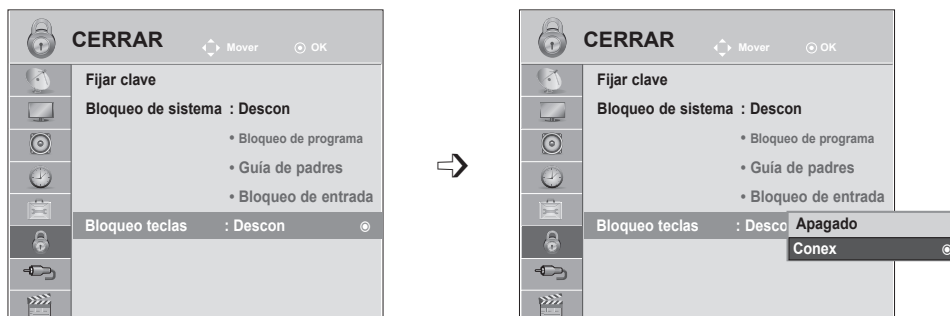 CERRAR Mover OK
Fijar clave
Bloqueo de sistema : Descon
• Bloqueo de programa
• Guía de padres
• Bloqueo de entrada
Bloqueo teclas : Descon
CERRAR Mover OK
Fijar clave
Bloqueo de sistema : Descon
• Bloqueo de programa
• Guía de padres
• Bloqueo de entrada
Bloqueo teclas : Desco
Apagado
Conex